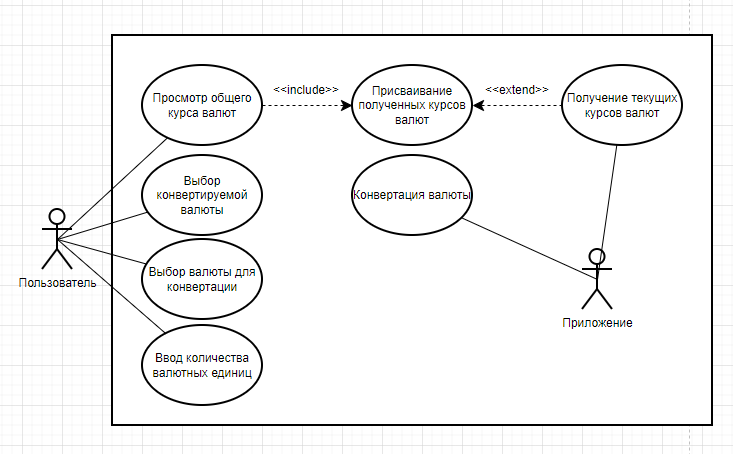 Просмотр общего
курса валют
<<include>>
Присваивание
полученных курсов
валют
<<extend>>
Получение текущих
курсов валют
Выбор
конвертируемой
валюты
Конвертация валюты
Пользователь
Выбор валюты для
конвертации
Приложение
Ввод количества
валютных единиц